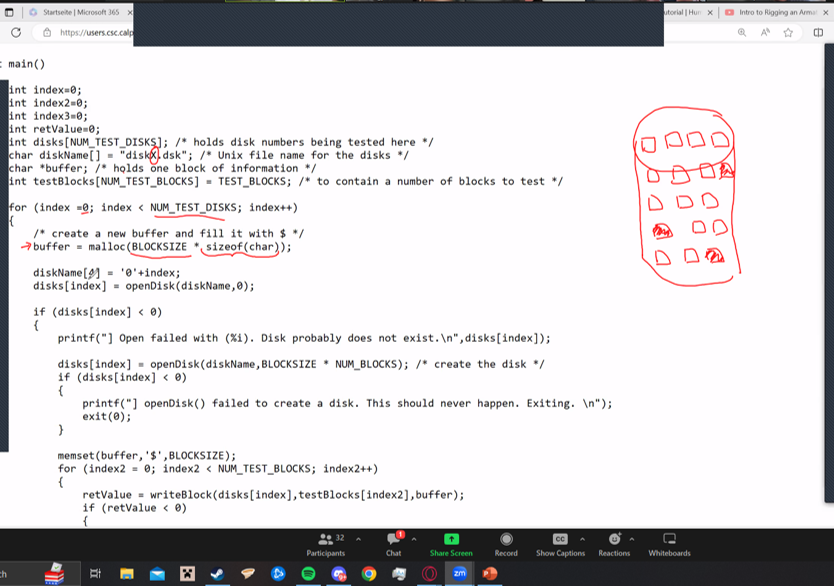 Startseite | Microsoft 365
utorial | Hum
Intro to Rigging an Armat
https://users.csc.calp
main()
int index=0;
int index2=0;
int index3=0;
int retValue=0;
int disks[NUM_TEST_DISKS]; /* holds disk numbers being tested here */
char diskName[] = "diskX.dsk"; /* Unix file name for the disks */
char *buffer; /* holds one block of information */
int testBlocks[NUM_TEST_BLOCKS] = TEST_BLOCKS; /* to contain a number of blocks to test */
for (index =0; index < NUM_TEST_DISKS; index++)
{
/* create a new buffer and fill it with $ */
buffer = malloc(BLOCKSIZE * sizeof(char));
diskName[4] = '0'+index;
disks[index] = openDisk(diskName,0);
if (disks[index] < 0)
{
printf("] Open failed with (%i). Disk probably does not exist.\n",disks[index]);
disks[index] = openDisk(diskName,BLOCKSIZE * NUM_BLOCKS); /* create the disk */
if (disks[index] < 0)
{
printf("] openDisk() failed to create a disk. This should never happen. Exiting. \n");
exit(0);
}
memset(buffer,'$',BLOCKSIZE);
for (index2 = 0; index2 < NUM_TEST_BLOCKS; index2++)
{
retValue = writeBlock(disks[index],testBlocks[index2],buffer);
if (retValue < 0)
{
32
1
CC
Participants
Chat
Share Screen
Record
Show Captions
Reactions
Whiteboards
ch
zm